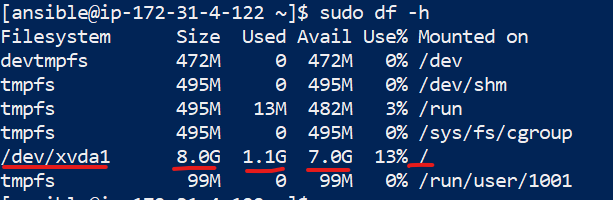 [ansible@ip-172-31-4-122 ~]$ sudo df -h
Filesystem      Size  Used Avail Use% Mounted on
devtmpfs        472M     0  472M   0% /dev
tmpfs           495M     0  495M   0% /dev/shm
tmpfs           495M   13M  482M   3% /run
tmpfs           495M     0  495M   0% /sys/fs/cgroup
/dev/xvda1      8.0G  1.1G  7.0G  13% /
tmpfs            99M     0   99M   0% /run/user/1001